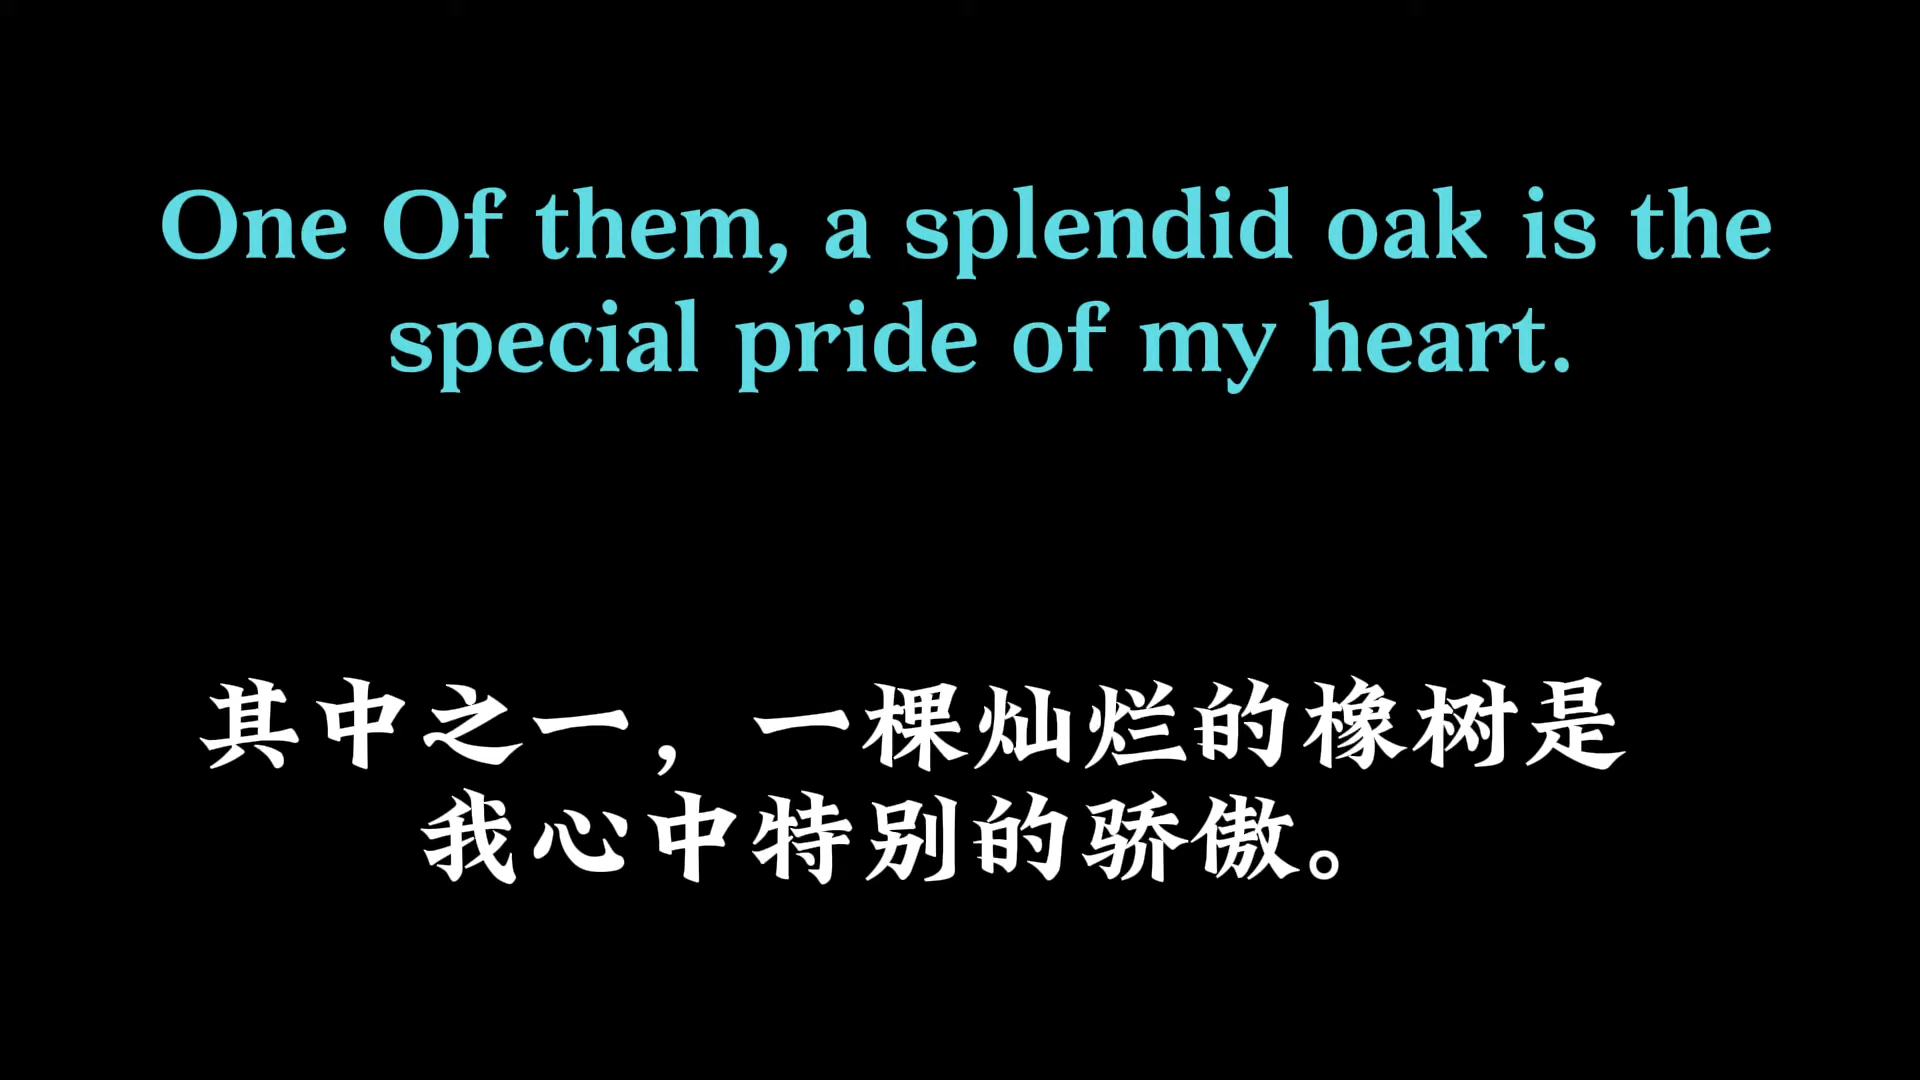 One Of them, a splendid oak is the
special pride of my heart.
其中之一，一棵灿烂的橡树是
我心中特别的骄傲。